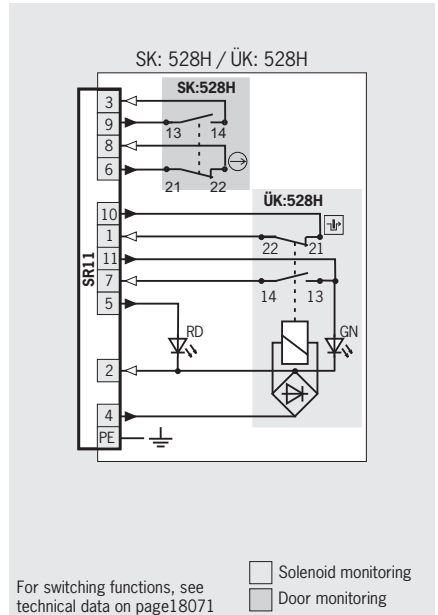 SK: 528H / ÜK: 528H
SK:528H
3
9
13 14
8
6
21 22
ÜK:528H
10
1
22 21
11
7
14 13
SR11
5
RD
GN
2
4
PE
Solenoid monitoring
For switching functions, see
technical data on page18071
Door monitoring